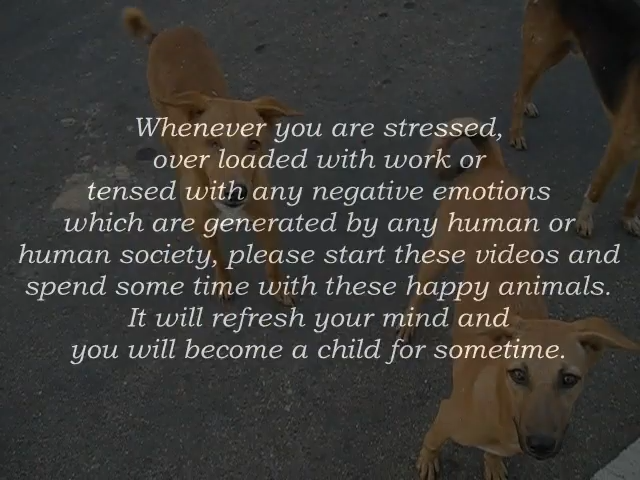 Whenever you are stressed,
over loaded with work or
tensed with any negative emotions
which are generated by any human or
human society, please start these videos and
spend some time with these happy animals.
It will refresh your mind and
you will become a child for sometime.